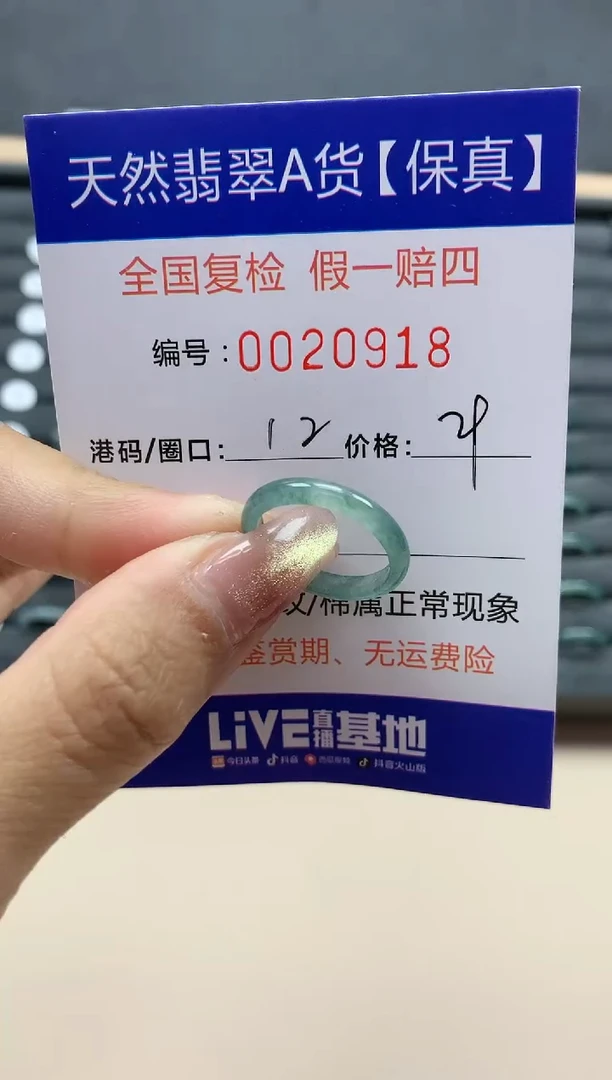 天然翡翠A货【保真】
全国复检 假一赔四
编号:0020918
港码/圈口: 12 价格:
纹/棉属正常现象
鉴赏期、无运费险
LiVE直播基地
今日头条 抖音 西瓜视频 抖音火山版